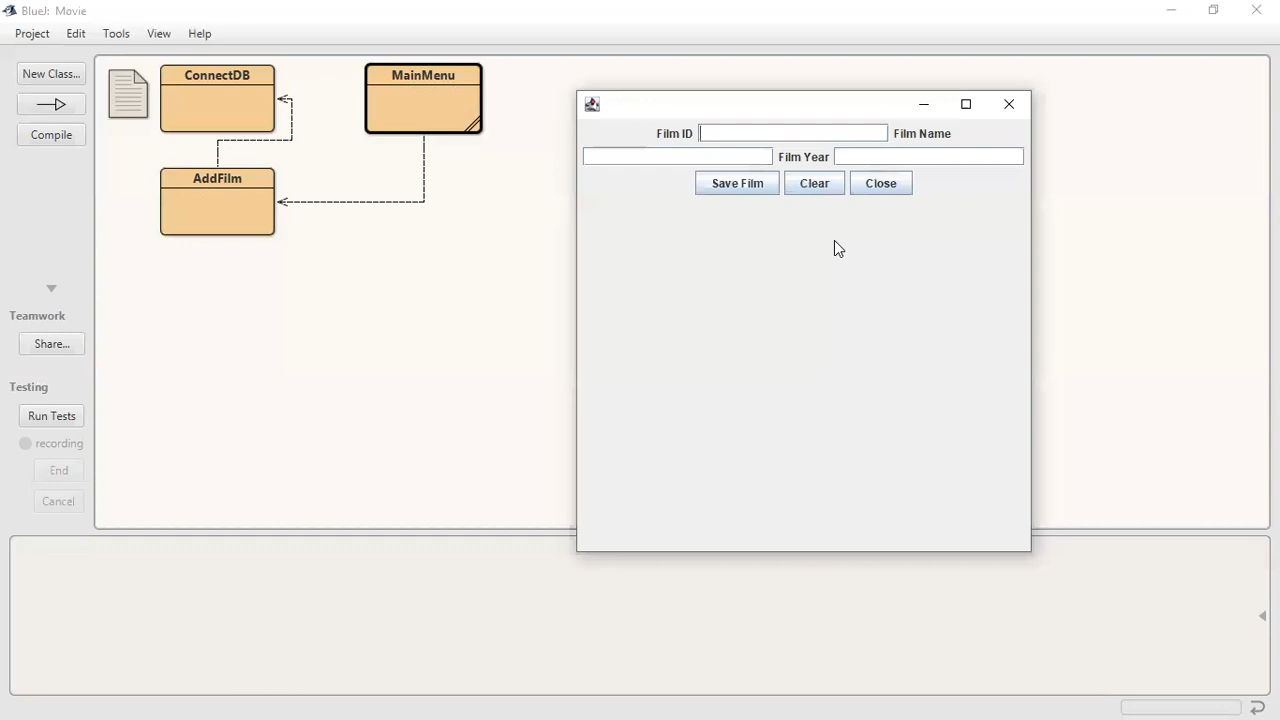 BlueJ: Movie
Project Edit Tools View Help
New Class...
Compile
Teamwork
Share...
Testing
Run Tests
recording
End
Cancel
ConnectDB
MainMenu
AddFilm
Film ID Film Name
Film Year
Save Film Clear Close